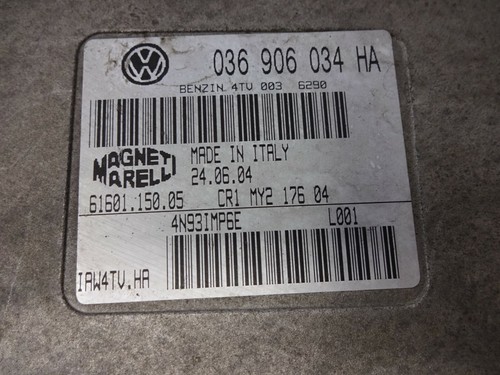 036 906 034 HA
BENZIN 4TV 003 6290
MAGNETI
MARELLI
MADE IN ITALY
24.06.04
61601.150.05 CR1 MY2 176 04
4N93IMP6E L001
IAW4TV.HA